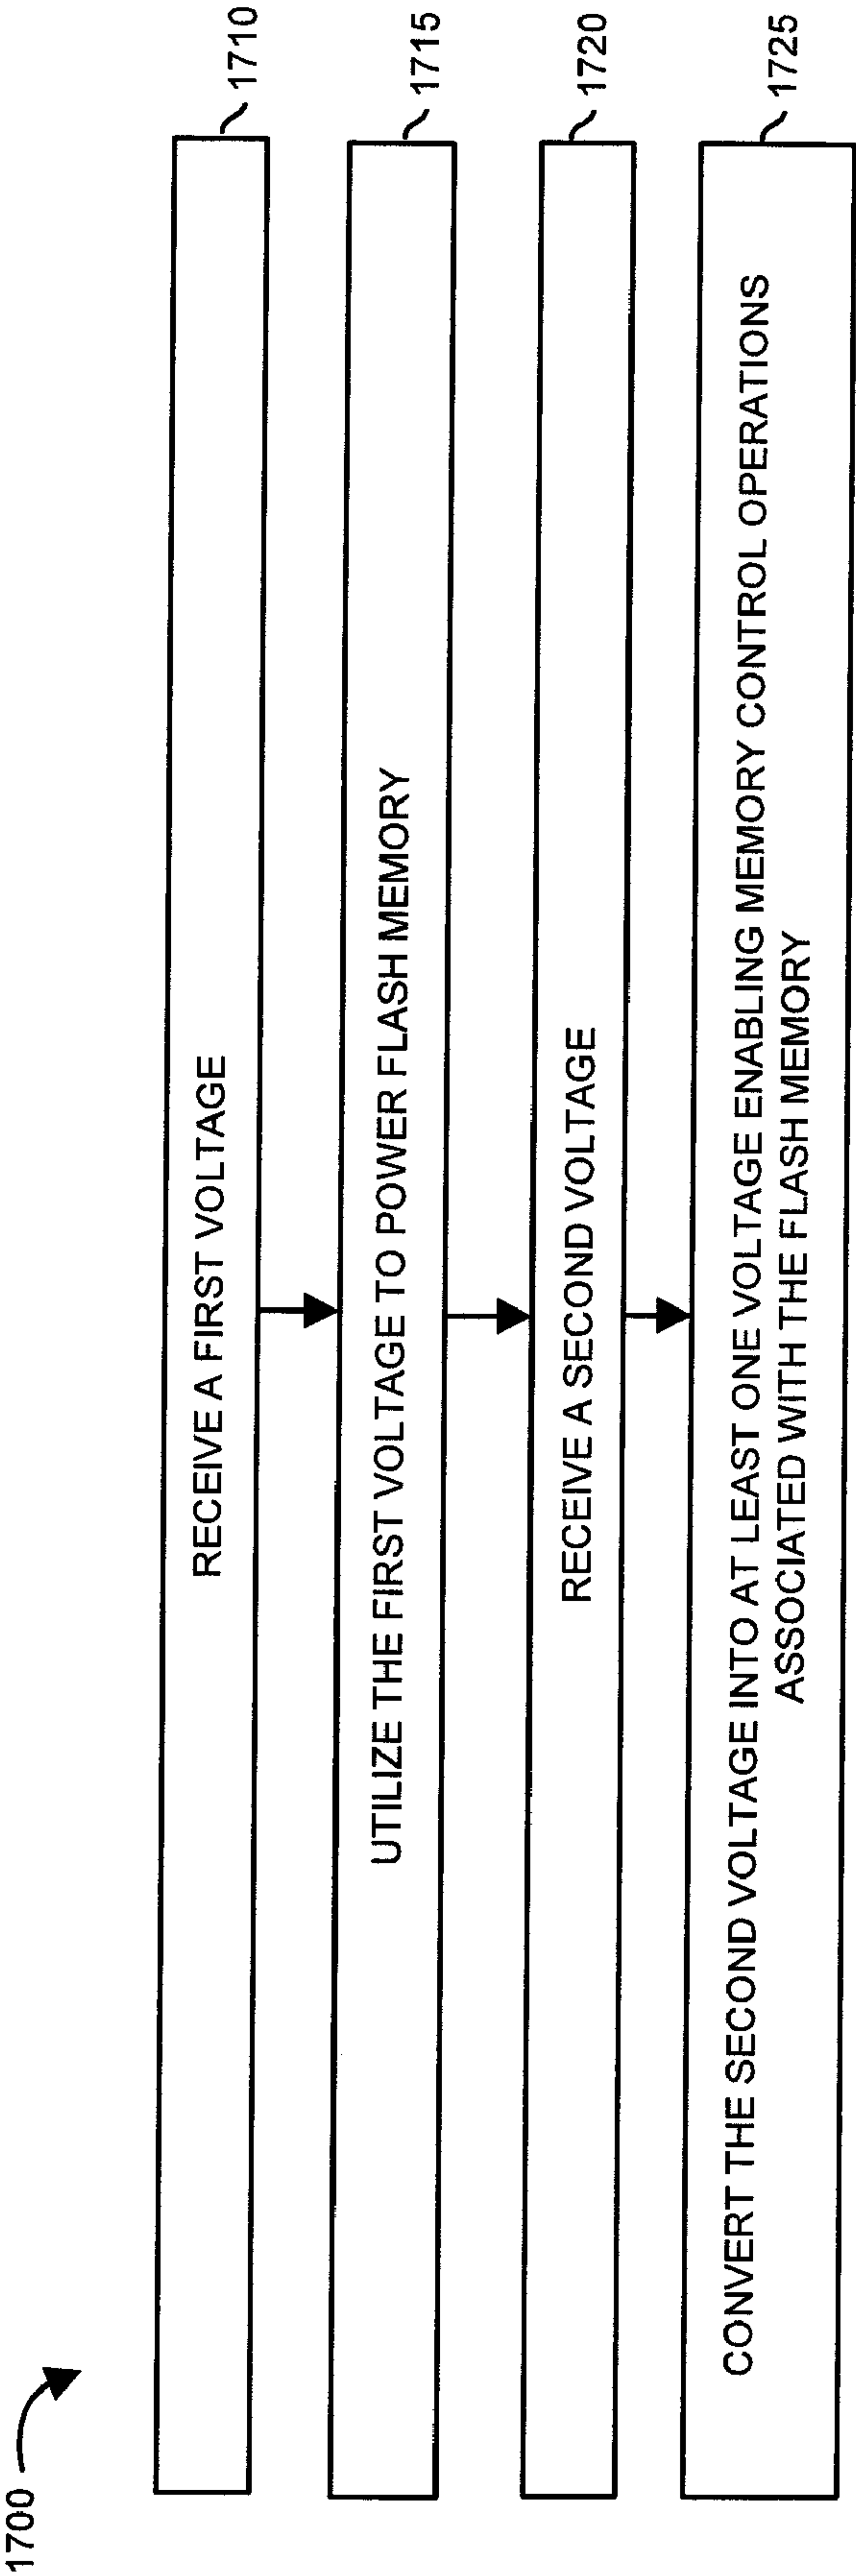 1700
RECEIVE A FIRST VOLTAGE
1710
UTILIZE THE FIRST VOLTAGE TO POWER FLASH MEMORY
1715
RECEIVE A SECOND VOLTAGE
1720
CONVERT THE SECOND VOLTAGE INTO AT LEAST ONE VOLTAGE ENABLING MEMORY CONTROL OPERATIONS
ASSOCIATED WITH THE FLASH MEMORY
1725